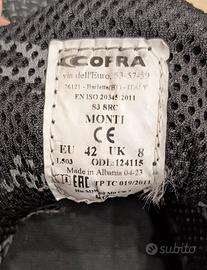 COFRA
via dell'Euro, 53-57-59
76121 - Barletta (BT) - ITALY
EN ISO 20345:2011
S3 SRC
MONTI
CE
EU 42 UK 8
1.503 ODL:124115
Made in Albania 04-23
EAC TP TC 019/2011
subito